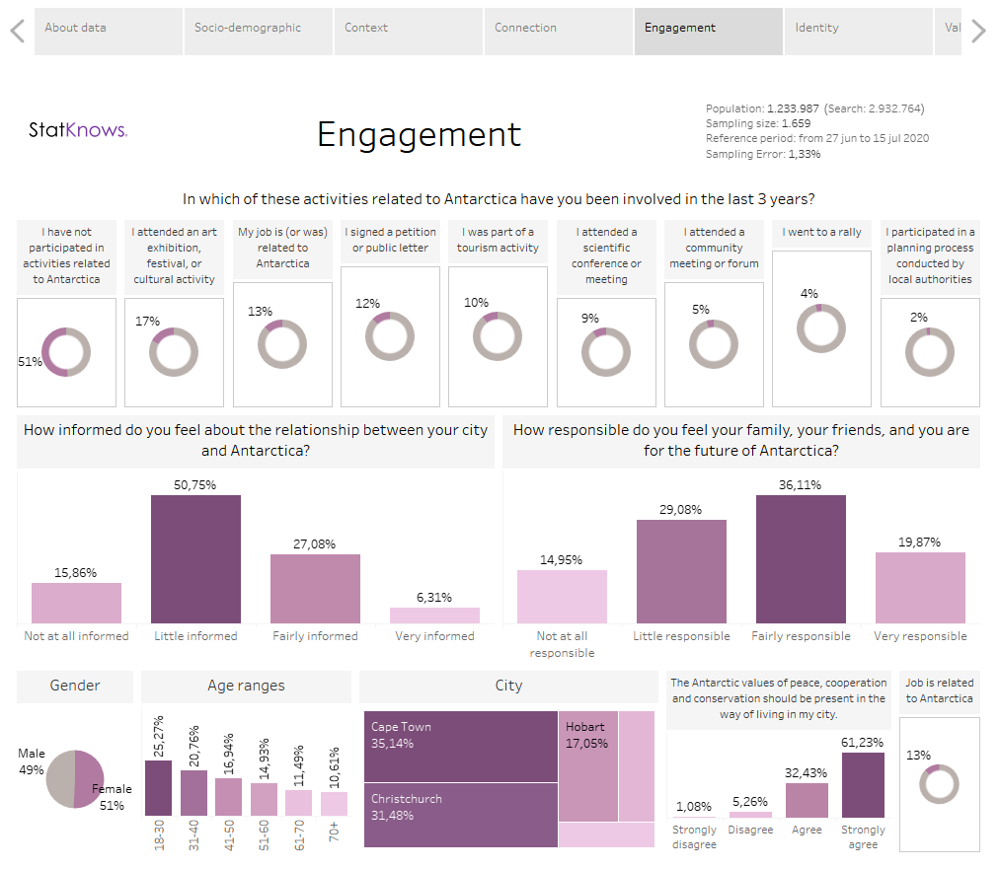 About data
Socio-demographic
Context
Connection
Engagement
Identity
Val
StatKnows.
Engagement
Population: 1.233.987 (Search: 2.932.764)
Sampling size: 1.659
Reference period: from 27 jun to 15 jul 2020
Sampling Error: 1,33%
In which of these activities related to Antarctica have you been involved in the last 3 years?
I have not
participated in
activities related
to Antarctica
51%
I attended an art
exhibition,
festival, or
cultural activity
17%
My job is (or was)
related to
Antarctica
13%
I signed a petition
or public letter
12%
I was part of a
tourism activity
10%
I attended a
scientific
conference or
meeting
9%
I attended a
community
meeting or forum
5%
I went to a rally
4%
I participated in a
planning process
conducted by
local authorities
2%
How informed do you feel about the relationship between your city
and Antarctica?
15,86%
50,75%
27,08%
6,31%
Not at all informed
Little informed
Fairly informed
Very informed
How responsible do you feel your family, your friends, and you are
for the future of Antarctica?
14,95%
29,08%
36,11%
19,87%
Not at all
responsible
Little responsible
Fairly responsible
Very responsible
Gender
Male
49%
Female
51%
Age ranges
25,27%
20,76%
16,94%
14,93%
11,49%
10,61%
18-30
31-40
41-50
51-60
61-70
70+
City
Cape Town
35,14%
Christchurch
31,48%
Hobart
17,05%
The Antarctic values of peace, cooperation
and conservation should be present in the
way of living in my city.
1,08%
5,26%
32,43%
61,23%
Strongly
disagree
Disagree
Agree
Strongly
agree
Job is related
to Antarctica
13%